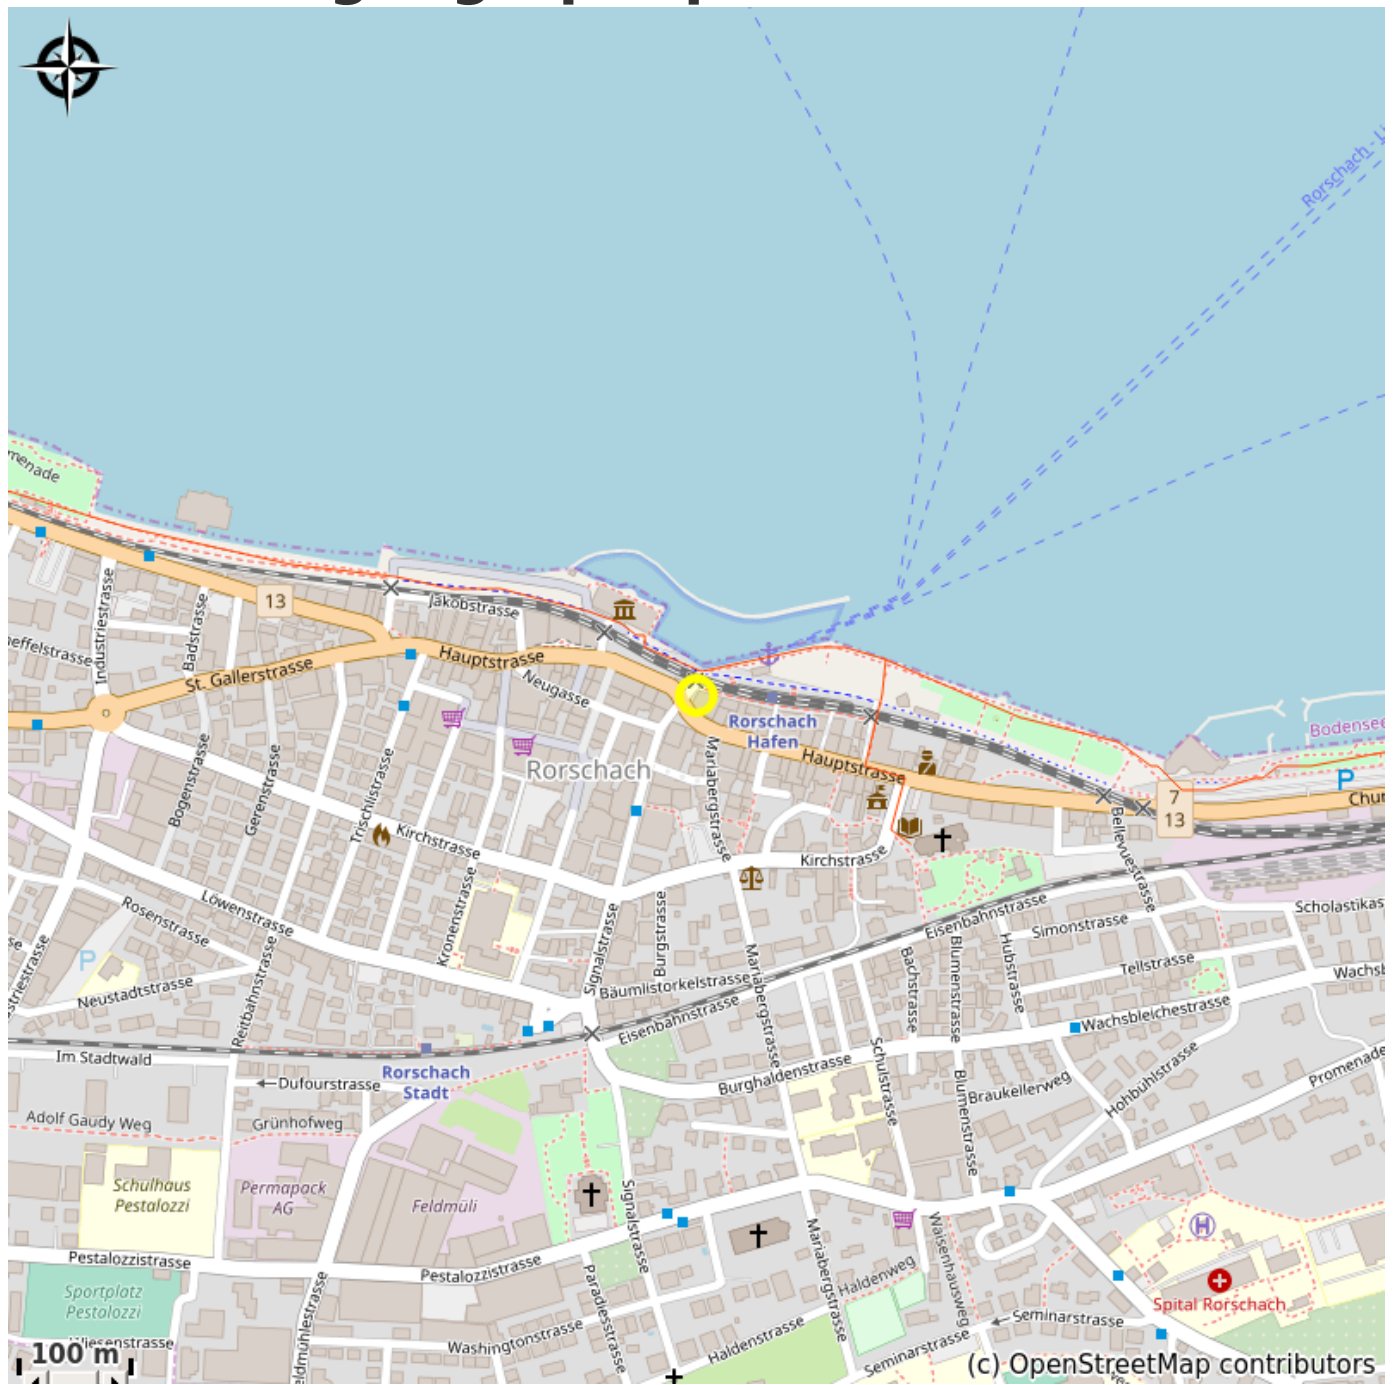 Rorschach - Li
menade
Industriestrasse
Badstrasse
13
Jakobstrasse
Hauptstrasse
St. Gallerstrasse
Neugasse
Rorschach
Hafen
Hauptstrasse
Rorschach
Mariabergstrasse
Bodensee
P
7
13
Chur
Bogenstrasse
Gerenstrasse
Trischlistrasse
Kirchstrasse
Kirchstrasse
Bellevuestrasse
Löwenstrasse
Rosenstrasse
Kronenstrasse
Signalstrasse
Burgstrasse
Eisenbahnstrasse
Simonstrasse
Scholastikas
Tellstrasse
Wachsb
P
Neustadtstrasse
Reitbahnstrasse
Bäumlistorkelstrasse
Mariabergstrasse
Bachstrasse
Blumenstrasse
Hubstrasse
Wachsbleichestrasse
Eisenbahnstrasse
Im Stadtwald
Rorschach
Stadt
Dufourstrasse
Burghaldenstrasse
Schulstrasse
Blumenstrasse
Braukellerweg
Hohbühlstrasse
Promenade
Adolf Gaudy Weg
Grünhofweg
Schulhaus
Pestalozzi
Permapack
AG
Feldmüli
Signalstrasse
Mariabergstrasse
Waisenhausweg
H
Pestalozzistrasse
Pestalozzistrasse
Paradiesstrasse
Haldenweg
Spital Rorschach
Sportplatz
Pestalozzi
Wiesenstrasse
Washingtonstrasse
Haldenstrasse
Seminarstrasse
Seminarstrasse
100 m
(c) OpenStreetMap contributors